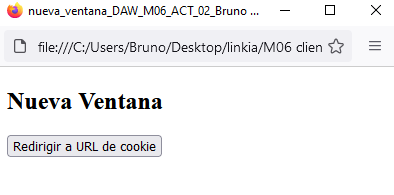 nueva_ventana_DAW_M06_ACT_02_Bruno ...
file:///C:/Users/Bruno/Desktop/linkia/M06 clien
Nueva Ventana
Redirigir a URL de cookie